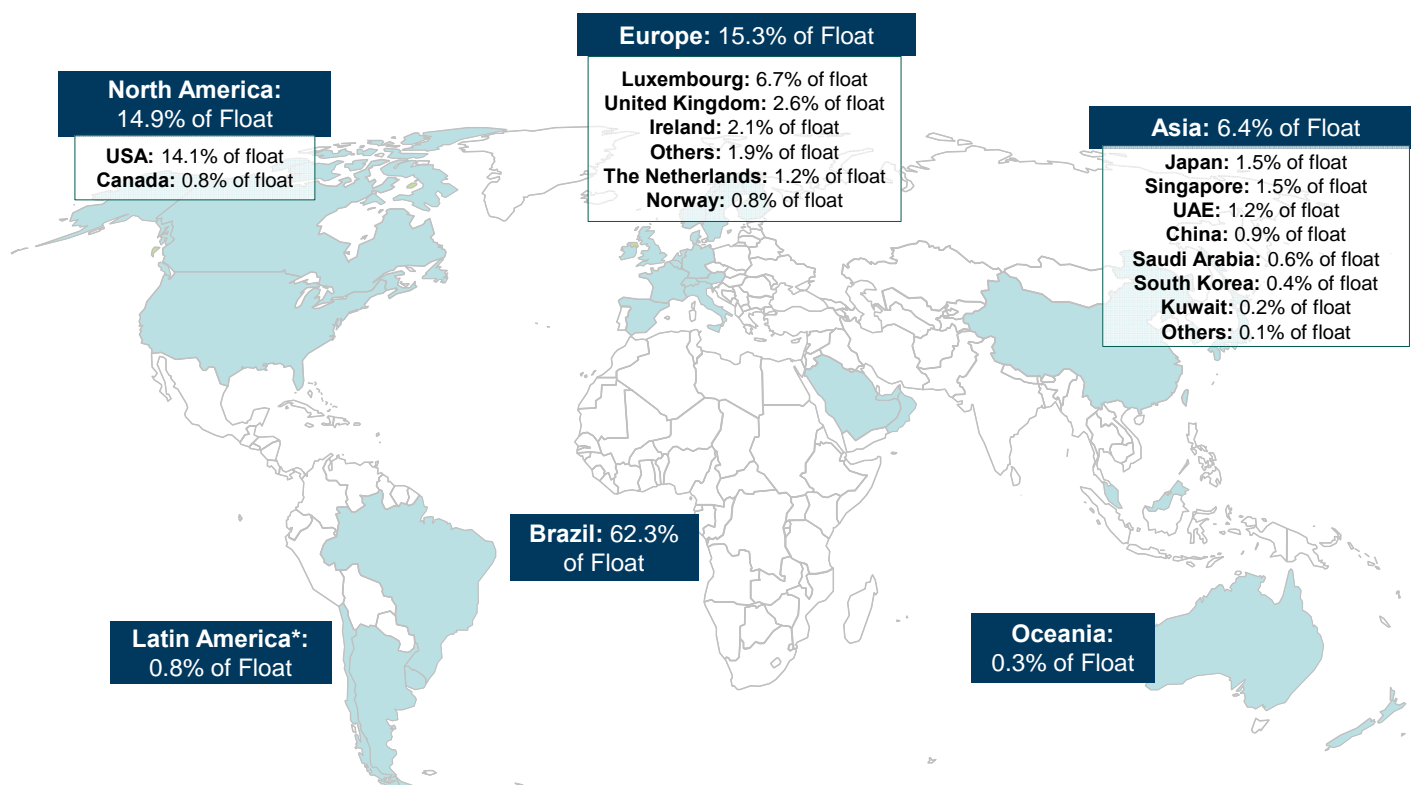 North America:
14.9% of Float
USA: 14.1% of float
Canada: 0.8% of float
Europe: 15.3% of Float
Luxembourg: 6.7% of float
United Kingdom: 2.6% of float
Ireland: 2.1% of float
Others: 1.9% of float
The Netherlands: 1.2% of float
Norway: 0.8% of float
Asia: 6.4% of Float
Japan: 1.5% of float
Singapore: 1.5% of float
UAE: 1.2% of float
China: 0.9% of float
Saudi Arabia: 0.6% of float
South Korea: 0.4% of float
Kuwait: 0.2% of float
Others: 0.1% of float
Brazil: 62.3%
of Float
Latin America*:
0.8% of Float
Oceania:
0.3% of Float